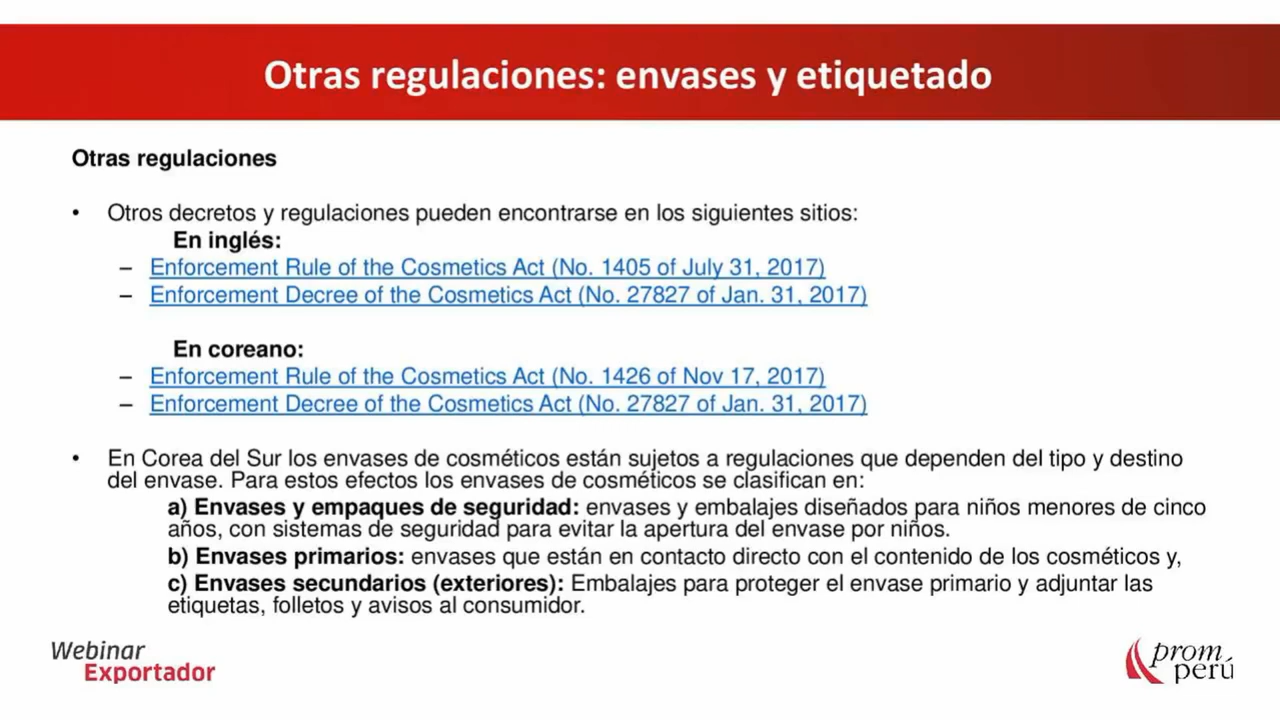 Otras regulaciones: envases y etiquetado
Otras regulaciones
• Otros decretos y regulaciones pueden encontrarse en los siguientes sitios:
En inglés:
– Enforcement Rule of the Cosmetics Act (No. 1405 of July 31, 2017)
– Enforcement Decree of the Cosmetics Act (No. 27827 of Jan. 31, 2017)
En coreano:
– Enforcement Rule of the Cosmetics Act (No. 1426 of Nov 17, 2017)
– Enforcement Decree of the Cosmetics Act (No. 27827 of Jan. 31, 2017)
• En Corea del Sur los envases de cosméticos están sujetos a regulaciones que dependen del tipo y destino
del envase. Para estos efectos los envases de cosméticos se clasifican en:
a) Envases y empaques de seguridad: envases y embalajes diseñados para niños menores de cinco
años, con sistemas de seguridad para evitar la apertura del envase por niños.
b) Envases primarios: envases que están en contacto directo con el contenido de los cosméticos y,
c) Envases secundarios (exteriores): Embalajes para proteger el envase primario y adjuntar las
etiquetas, folletos y avisos al consumidor.
Webinar
Exportador
prom
perú